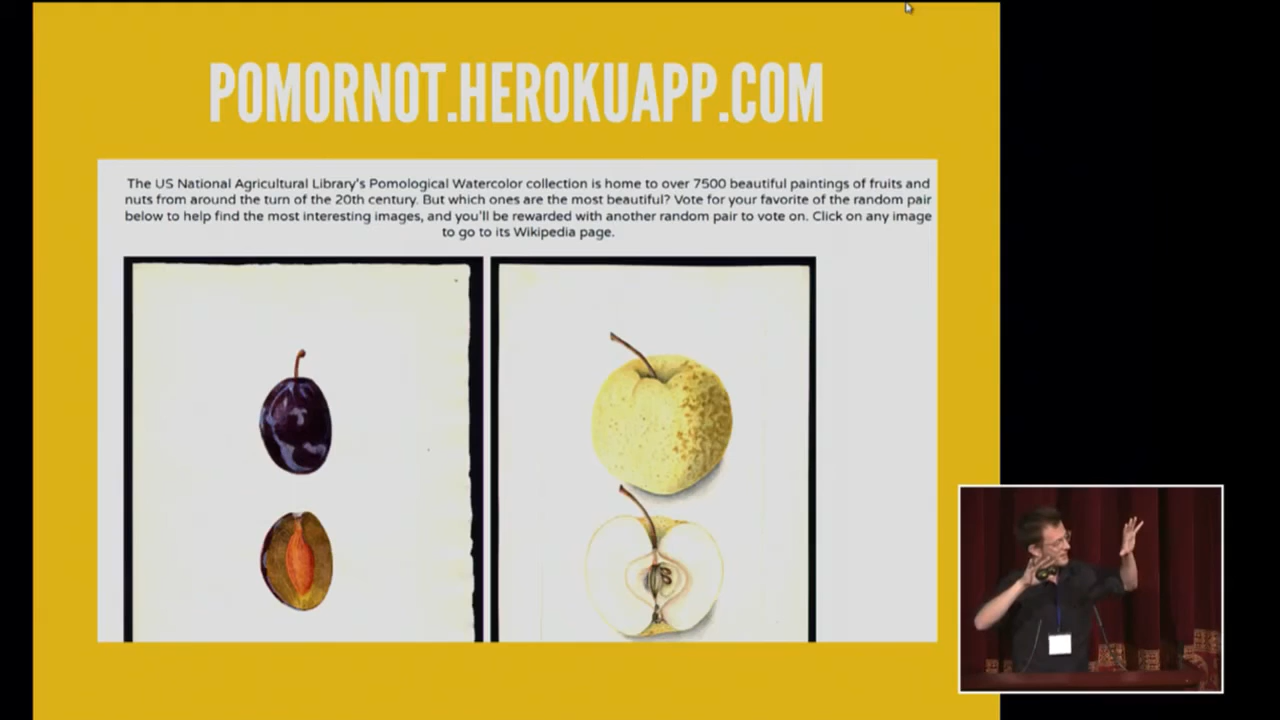 POMORNOT.HEROKUAPP.COM
The US National Agricultural Library's Pomological Watercolor collection is home to over 7500 beautiful paintings of fruits and
nuts from around the turn of the 20th century. But which ones are the most beautiful? Vote for your favorite of the random pair
below to help find the most interesting images, and you'll be rewarded with another random pair to vote on. Click on any image
to go to its Wikipedia page.